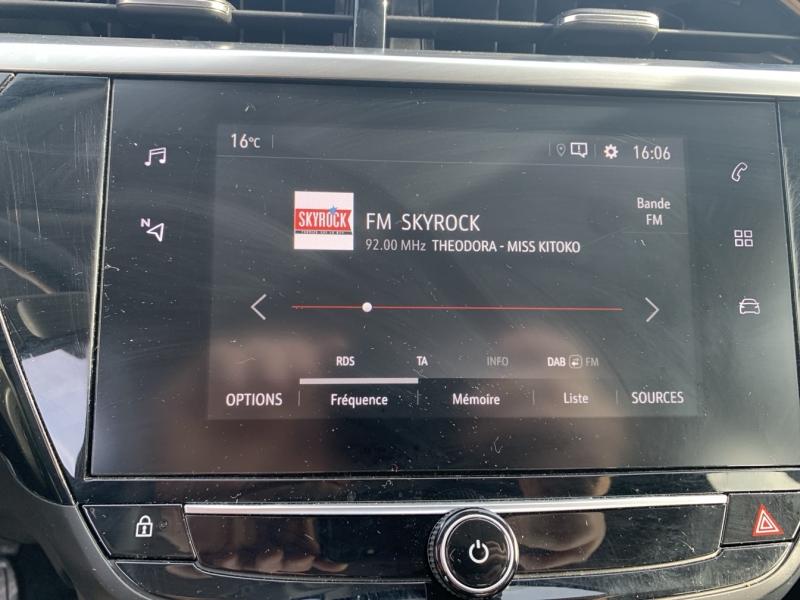 16°C 16:06
N
SKYROCK
FM SKYROCK
92.00 MHz THEODORA - MISS KITOKO
Bande
FM
RDS TA INFO DAB FM
OPTIONS Fréquence Mémoire Liste SOURCES